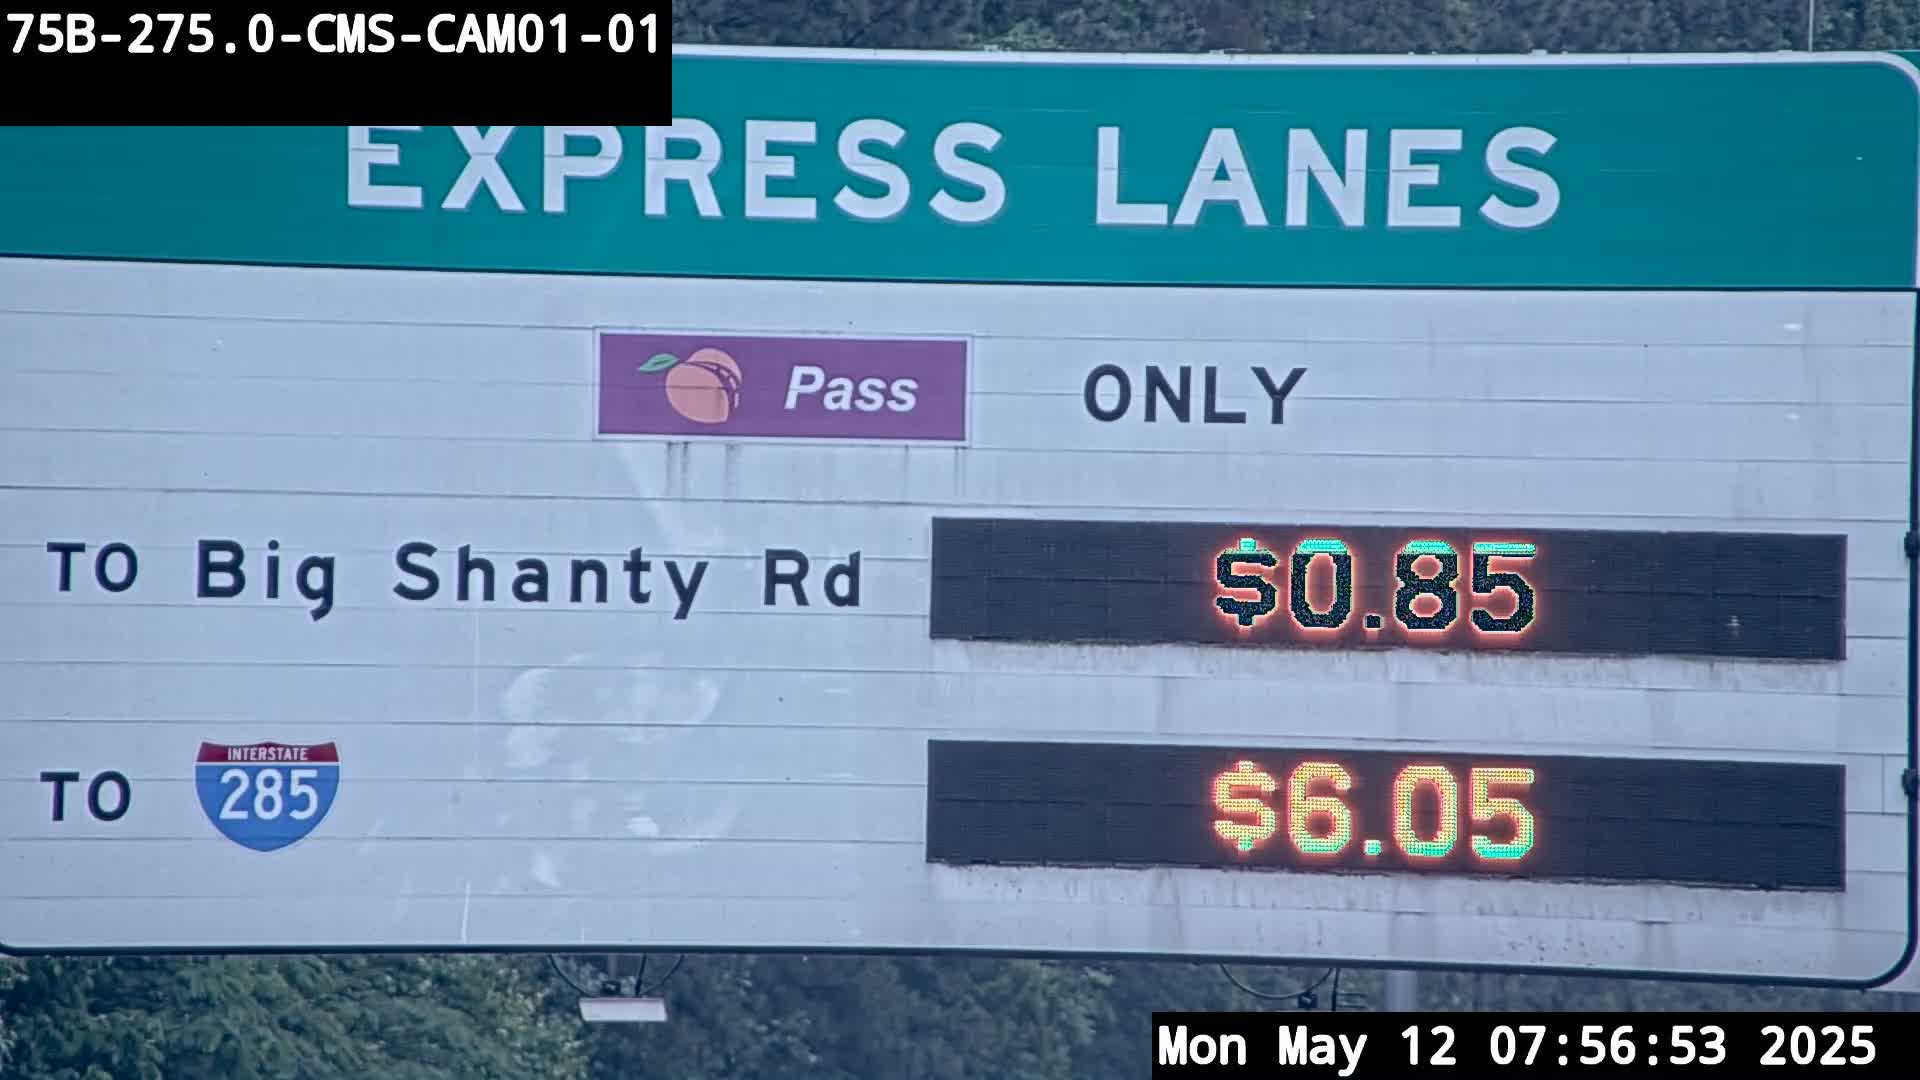 75B-275.0-CMS-CAM01-01
EXPRESS LANES
Pass ONLY
TO Big Shanty Rd $0.85
INTERSTATE
TO 285 $6.05
Mon May 12 07:56:53 2025